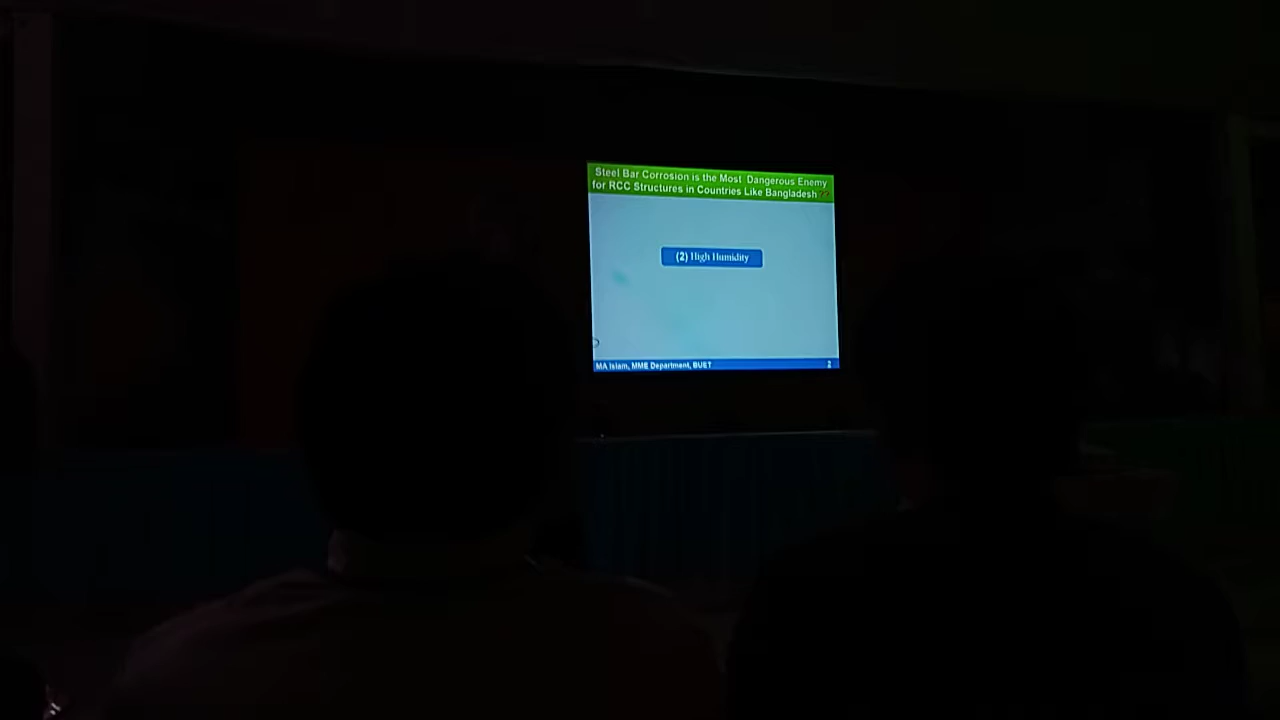 Steel Bar Corrosion is the Most Dangerous Enemy
for RCC Structures in Countries Like Bangladesh ??
(2) High Humidity
MA Islam, MME Department, BUET
2